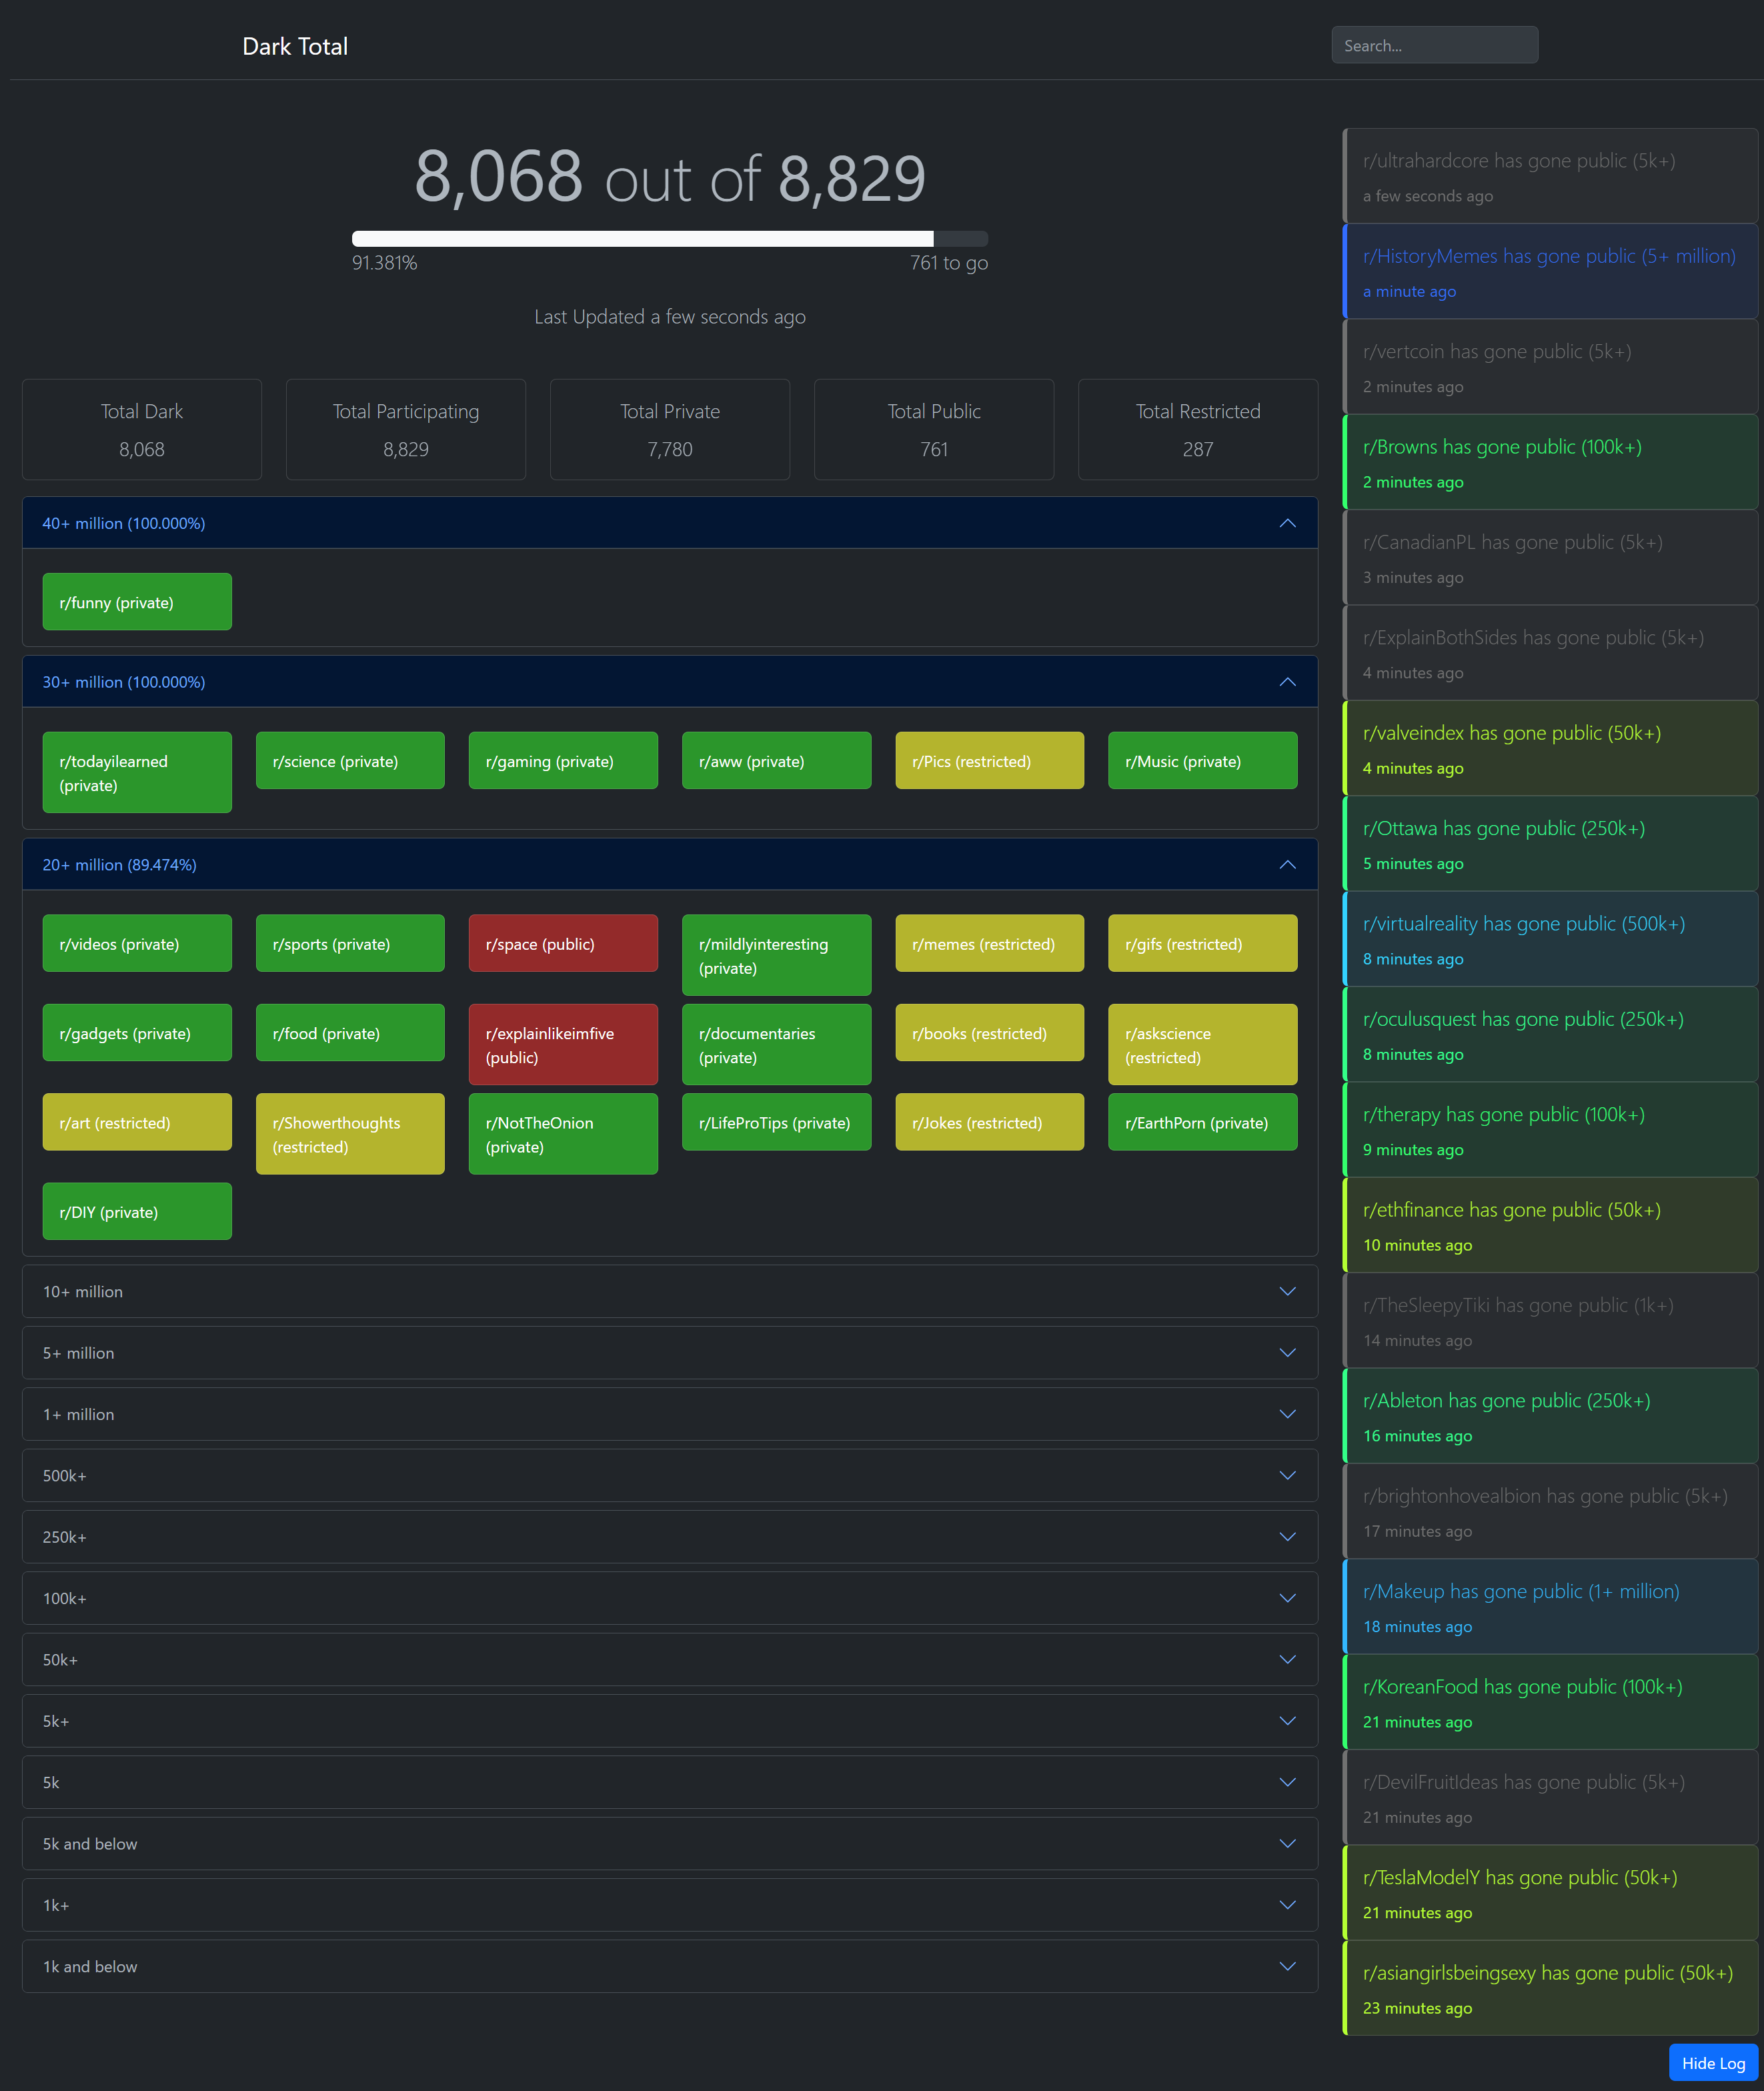 Dark Total
Search...
8,068 out of 8,829
91.381%
761 to go
Last Updated a few seconds ago
Total Dark
8,068
Total Participating
8,829
Total Private
7,780
Total Public
761
Total Restricted
287
40+ million (100.000%)
r/funny (private)
30+ million (100.000%)
r/todayilearned
(private)
r/science (private)
r/gaming (private)
r/aww (private)
r/Pics (restricted)
r/Music (private)
20+ million (89.474%)
r/videos (private)
r/sports (private)
r/space (public)
r/mildlyinteresting
(private)
r/memes (restricted)
r/gifs (restricted)
r/gadgets (private)
r/food (private)
r/explainlikeimfive
(public)
r/documentaries
(private)
r/books (restricted)
r/askscience
(restricted)
r/art (restricted)
r/Showerthoughts
(restricted)
r/NotTheOnion
(private)
r/LifeProTips (private)
r/Jokes (restricted)
r/EarthPorn (private)
r/DIY (private)
10+ million
5+ million
1+ million
500k+
250k+
100k+
50k+
5k+
5k
5k and below
1k+
1k and below
r/ultrahardcore has gone public (5k+)
a few seconds ago
r/HistoryMemes has gone public (5+ million)
a minute ago
r/vertcoin has gone public (5k+)
2 minutes ago
r/Browns has gone public (100k+)
2 minutes ago
r/CanadianPL has gone public (5k+)
3 minutes ago
r/ExplainBothSides has gone public (5k+)
4 minutes ago
r/valveindex has gone public (50k+)
4 minutes ago
r/Ottawa has gone public (250k+)
5 minutes ago
r/virtualreality has gone public (500k+)
8 minutes ago
r/oculusquest has gone public (250k+)
8 minutes ago
r/therapy has gone public (100k+)
9 minutes ago
r/ethfinance has gone public (50k+)
10 minutes ago
r/TheSleepyTiki has gone public (1k+)
14 minutes ago
r/Ableton has gone public (250k+)
16 minutes ago
r/brightonhovealbion has gone public (5k+)
17 minutes ago
r/Makeup has gone public (1+ million)
18 minutes ago
r/KoreanFood has gone public (100k+)
21 minutes ago
r/DevilFruitIdeas has gone public (5k+)
21 minutes ago
r/TeslaModelY has gone public (50k+)
21 minutes ago
r/asiangirlsbeingsexy has gone public (50k+)
23 minutes ago
Hide Log